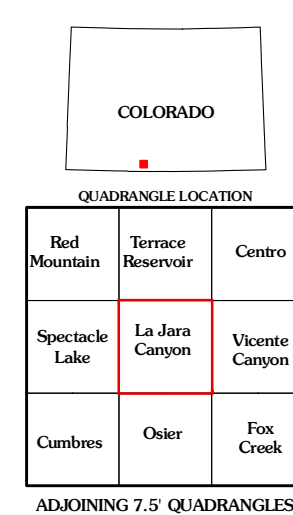 COLORADO
QUADRANGLE LOCATION
Red
Mountain
Terrace
Reservoir
Centro
Spectacle
Lake
La Jara
Canyon
Vicente
Canyon
Cumbres
Osier
Fox
Creek
ADJOINING 7.5' QUADRANGLES